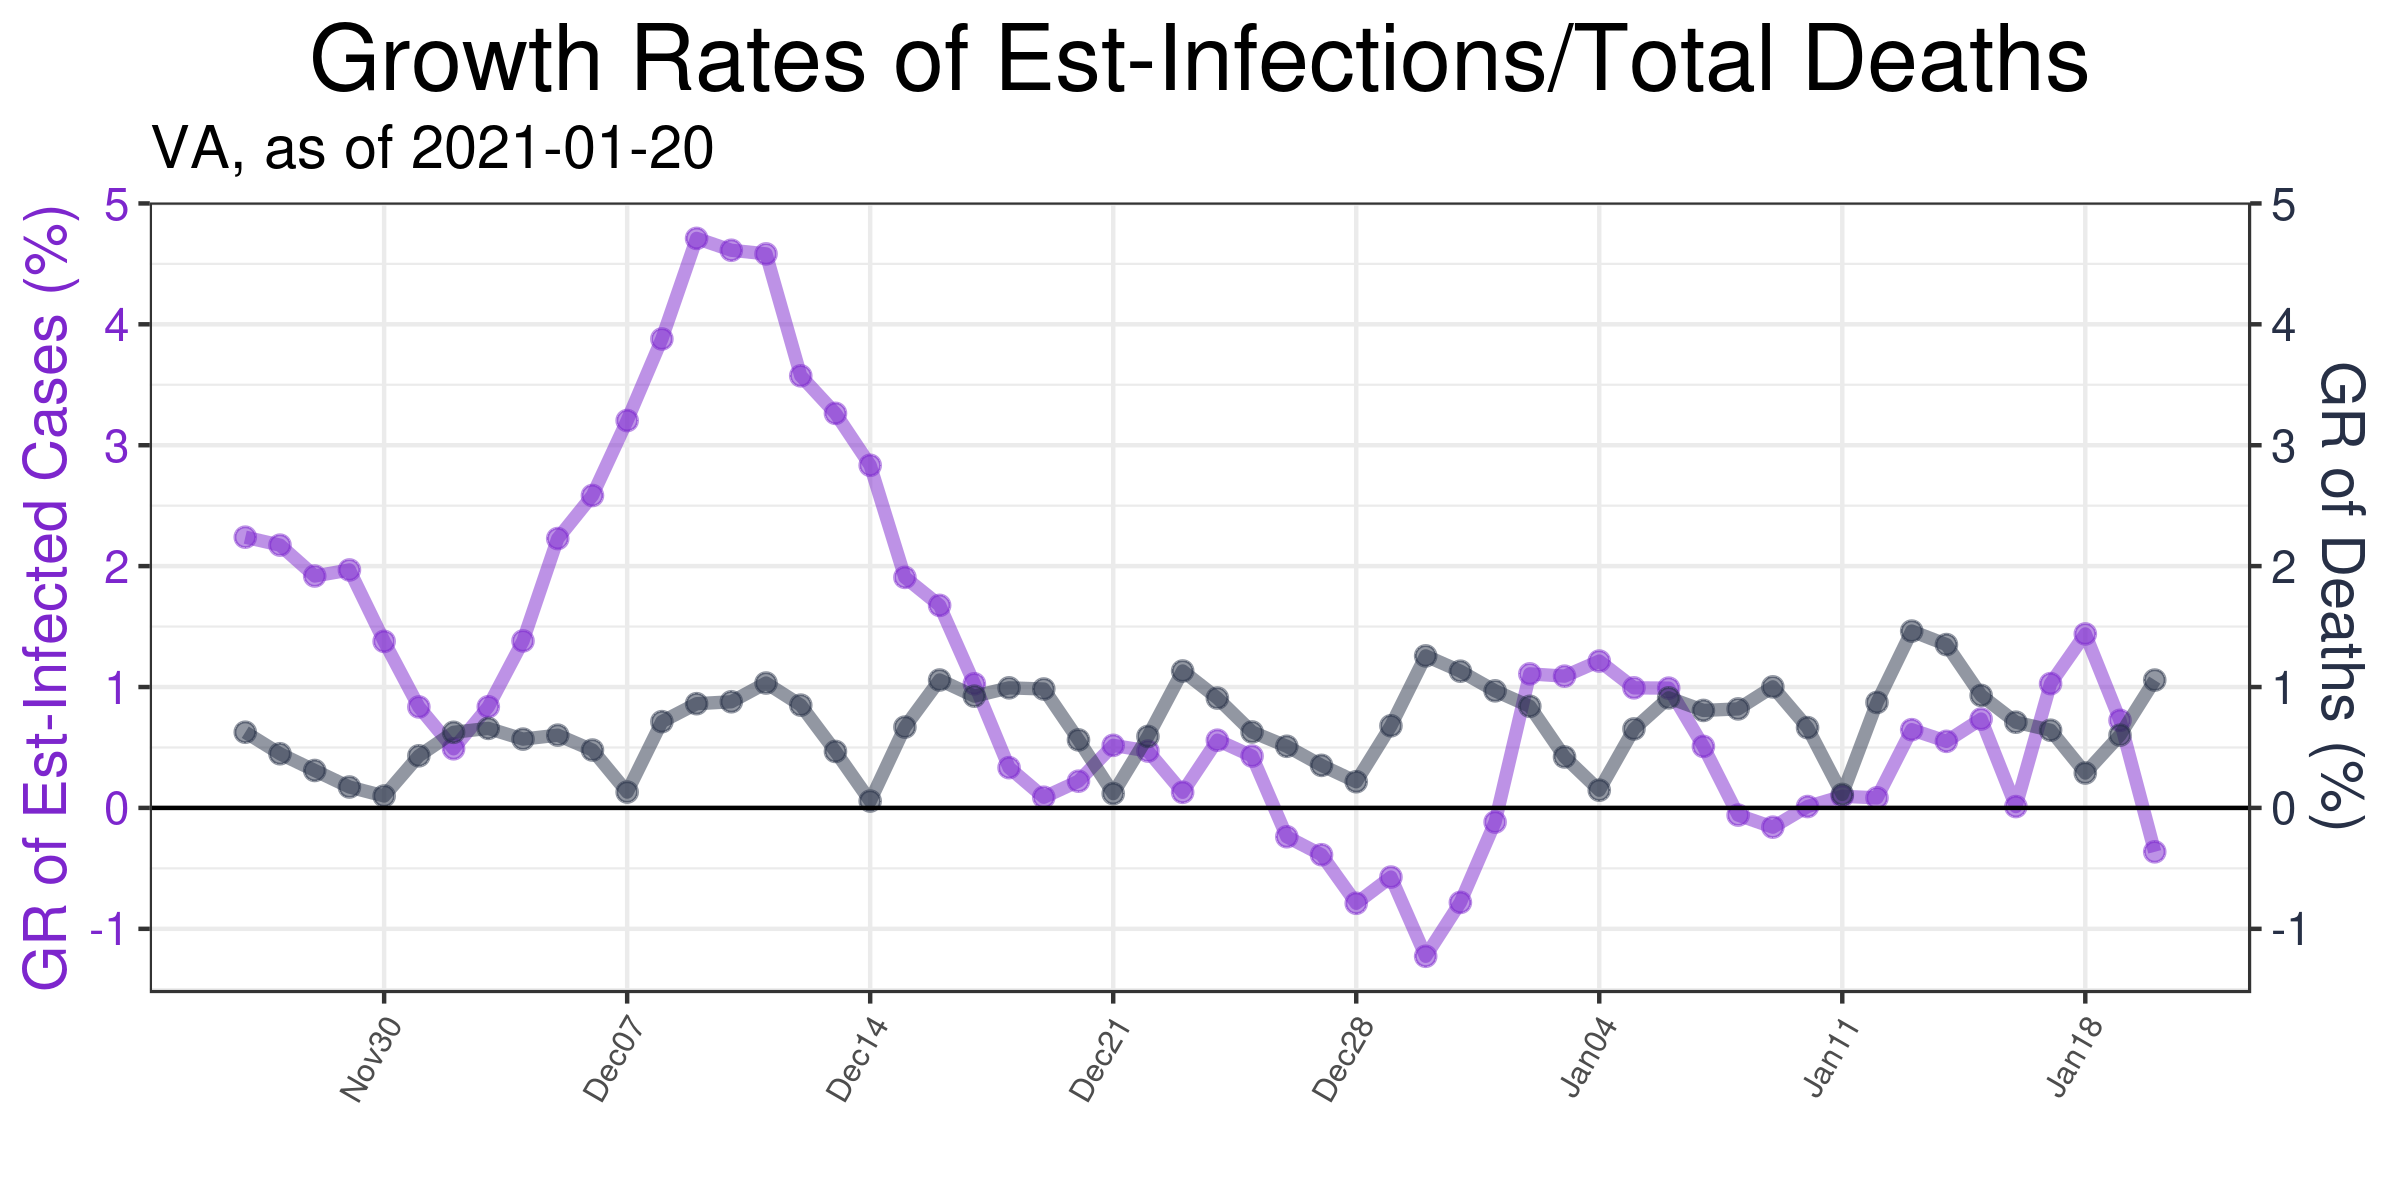 Growth Rates of Est-Infections/Total Deaths
VA, as of 2021-01-20
GR of Est-Infected Cases (%)
5
4
3
2
1
0
-1
5
4
3
2
1
0
-1
GR of Deaths (%)
Nov30
Dec07
Dec14
Dec21
Dec28
Jan04
Jan11
Jan18